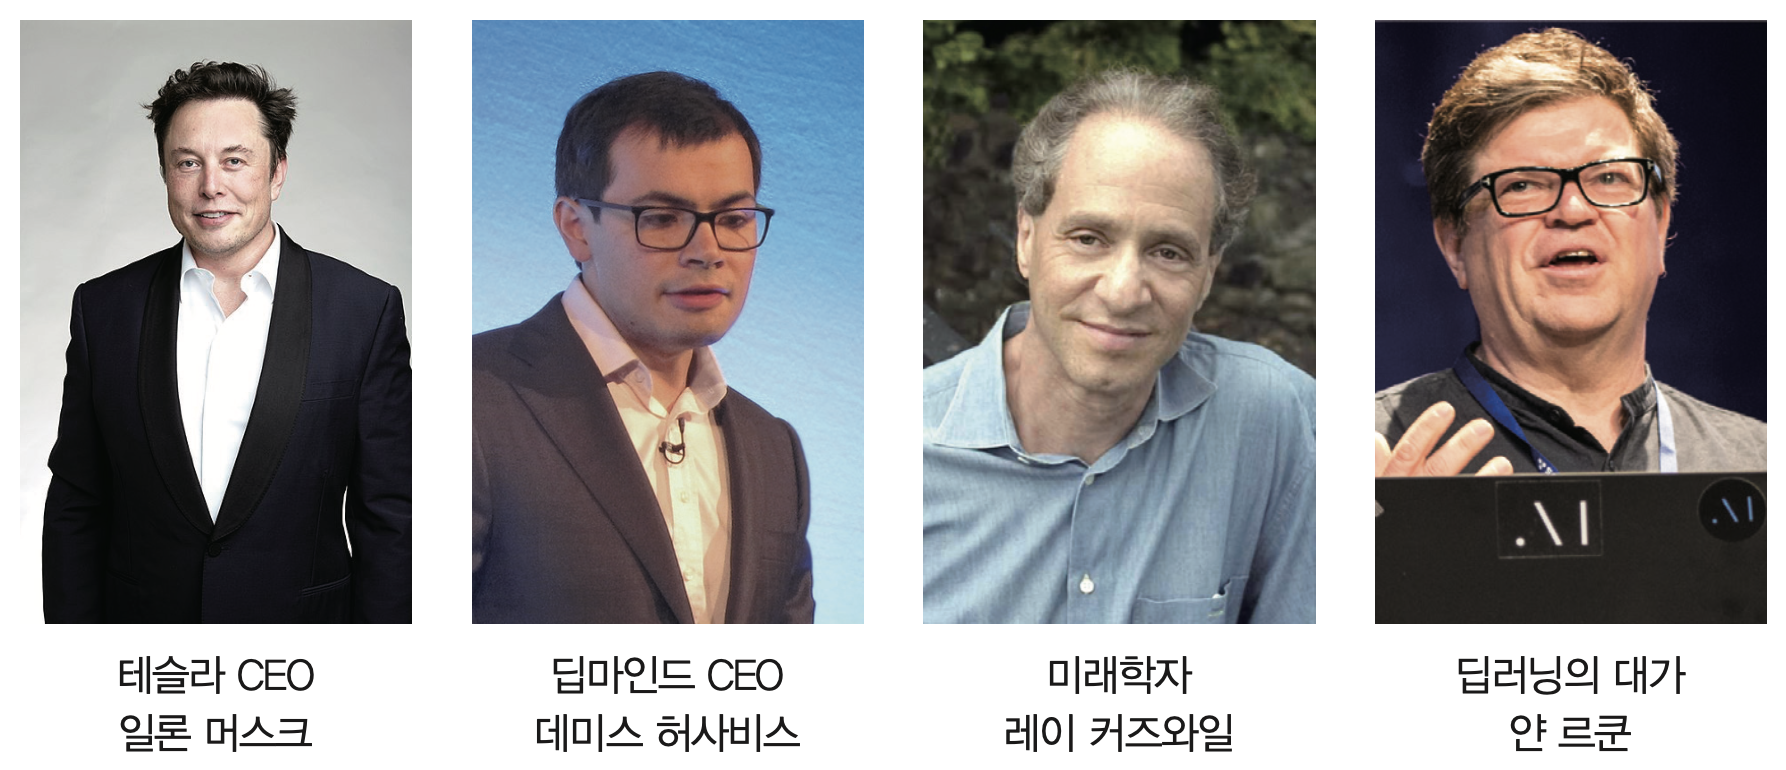 테슬라 CEO
일론 머스크
딥마인드 CEO
데미스 허사비스
미래학자
레이 커즈와일
딥러닝의 대가
얀 르쿤
.\I
.\I